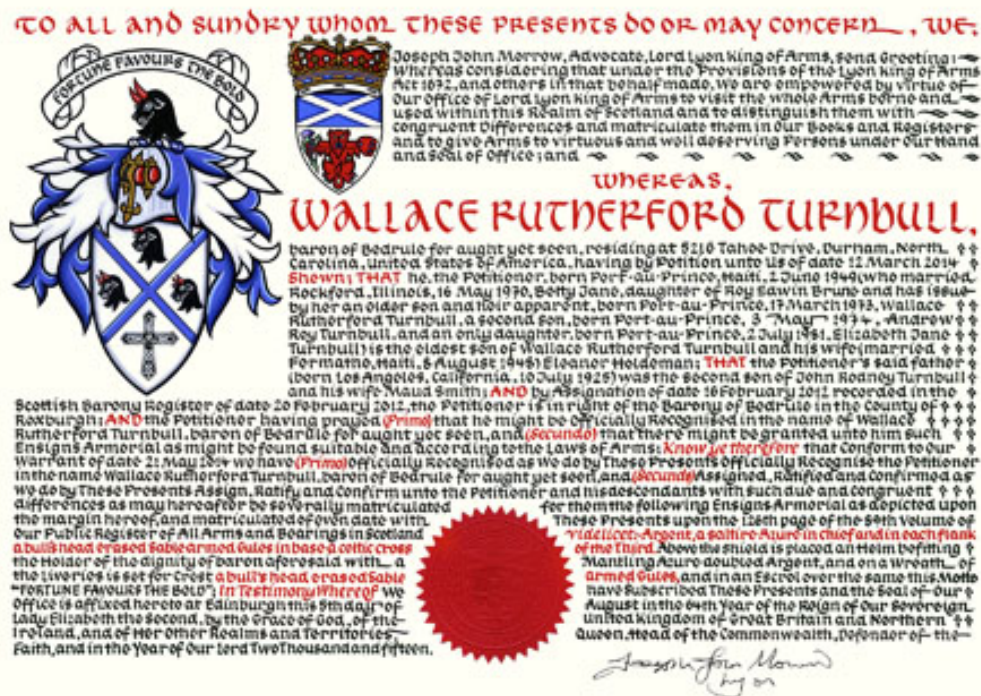 TO ALL AND SUNDRY WHOM THESE PRESENTS DO OR MAY CONCERN, WE,
FORTUNE FAVOURS THE BOLD
Joseph John Morrow, Advocate, Lord Lyon King of Arms, send Greeting:
Whereas considering that under the Provisions of the Lyon King of Arms
Act 1672, and others in that behalf made, We are empowered by virtue of
Our Office of Lord Lyon King of Arms to visit the whole Arms borne and
used within this Realm of Scotland and to distinguish them with
congruent Differences and matriculate them in Our Books and Registers
and to give Arms to virtuous and well deserving Persons under Our Hand
and Seal of Office; and
WHEREAS,
WALLACE RUTHERFORD TURNBULL,
baron of Bedrule for aught yet seen, residing at 5216 Tahoe Drive, Durham, North
Carolina, United States of America, having by Petition unto Us of date 12 March 2014
Shewn; THAT he, the Petitioner, born Port-au-Prince, Haiti, 2 June 1949 (who married
Rockford, Illinois, 16 May 1970, Betty Jane, daughter of Roy Edwin Bruno and has issue
by her an older son and heir apparent, born Port-au-Prince, 17 March 1973, Wallace
Rutherford Turnbull, a second son, born Port-au-Prince, 3 May 1974, Andrew
Roy Turnbull, and an only daughter, born Port-au-Prince, 2 July 1981, Elizabeth Jane
Turnbull) is the eldest son of Wallace Rutherford Turnbull and his wife (married
Fermathe, Haiti, 8 August 1948) Eleanor Holdeman; THAT the Petitioner's said father
(born Los Angeles, California, 10 July 1925) was the second son of John Rodney Turnbull
and his wife Maud Smith; AND by Assignation of date 16 February 2012 recorded in the
Scottish Barony Register of date 20 February 2012, the Petitioner is in right of the Barony of Bedrule in the County of
Roxburgh; AND the Petitioner having prayed (Primo) that he might be Officially Recognised in the name of Wallace
Rutherford Turnbull, baron of Bedrule for aught yet seen, and (Secundo) that there might be granted unto him such
Ensigns Armorial as might be found suitable and according to the Laws of Arms: Know ye therefore that Conform to Our
Warrant of date 21 May 2014 we have (Primo) Officially Recognised as We do by These Presents Officially Recognise the Petitioner
in the name Wallace Rutherford Turnbull, baron of Bedrule for aught yet seen, and (Secundo) Assigned, Ratified and Confirmed as
We do by These Presents Assign, Ratify and Confirm unto the Petitioner and his descendants with such due and congruent
differences as may hereafter be severally matriculated for them the following Ensigns Armorial as depicted upon
the margin hereof, and matriculated of even date with These Presents upon the 128th page of the Volume of
Our Public Register of All Arms and Bearings in Scotland videlicet: Argent, a saltire Azure in chief and in each flank
a bull's head erased Sable armed Gules in base a celtic cross of the Third. Above the shield is placed an Helm befitting
the Holder of the dignity of baron aforesaid with a Mantling Azure doubled Argent, and on a Wreath of
the Liveries is set for Crest a bull's head erased Sable armed Gules, and in an Escrol over the same this Motto
"FORTUNE FAVOURS THE BOLD"; In Testimony Whereof We have Subscribed These Presents and the Seal of Our
Office is affixed hereto at Edinburgh this 5th day of August in the 64th Year of the Reign of Our Sovereign
Lady Elizabeth the Second, by the Grace of God, of the United Kingdom of Great Britain and Northern
Ireland, and of Her Other Realms and Territories, Queen, Head of the Commonwealth, Defender of the
Faith, and in the Year of Our Lord Two Thousand and fifteen.
Joseph John Morrow
Lyon